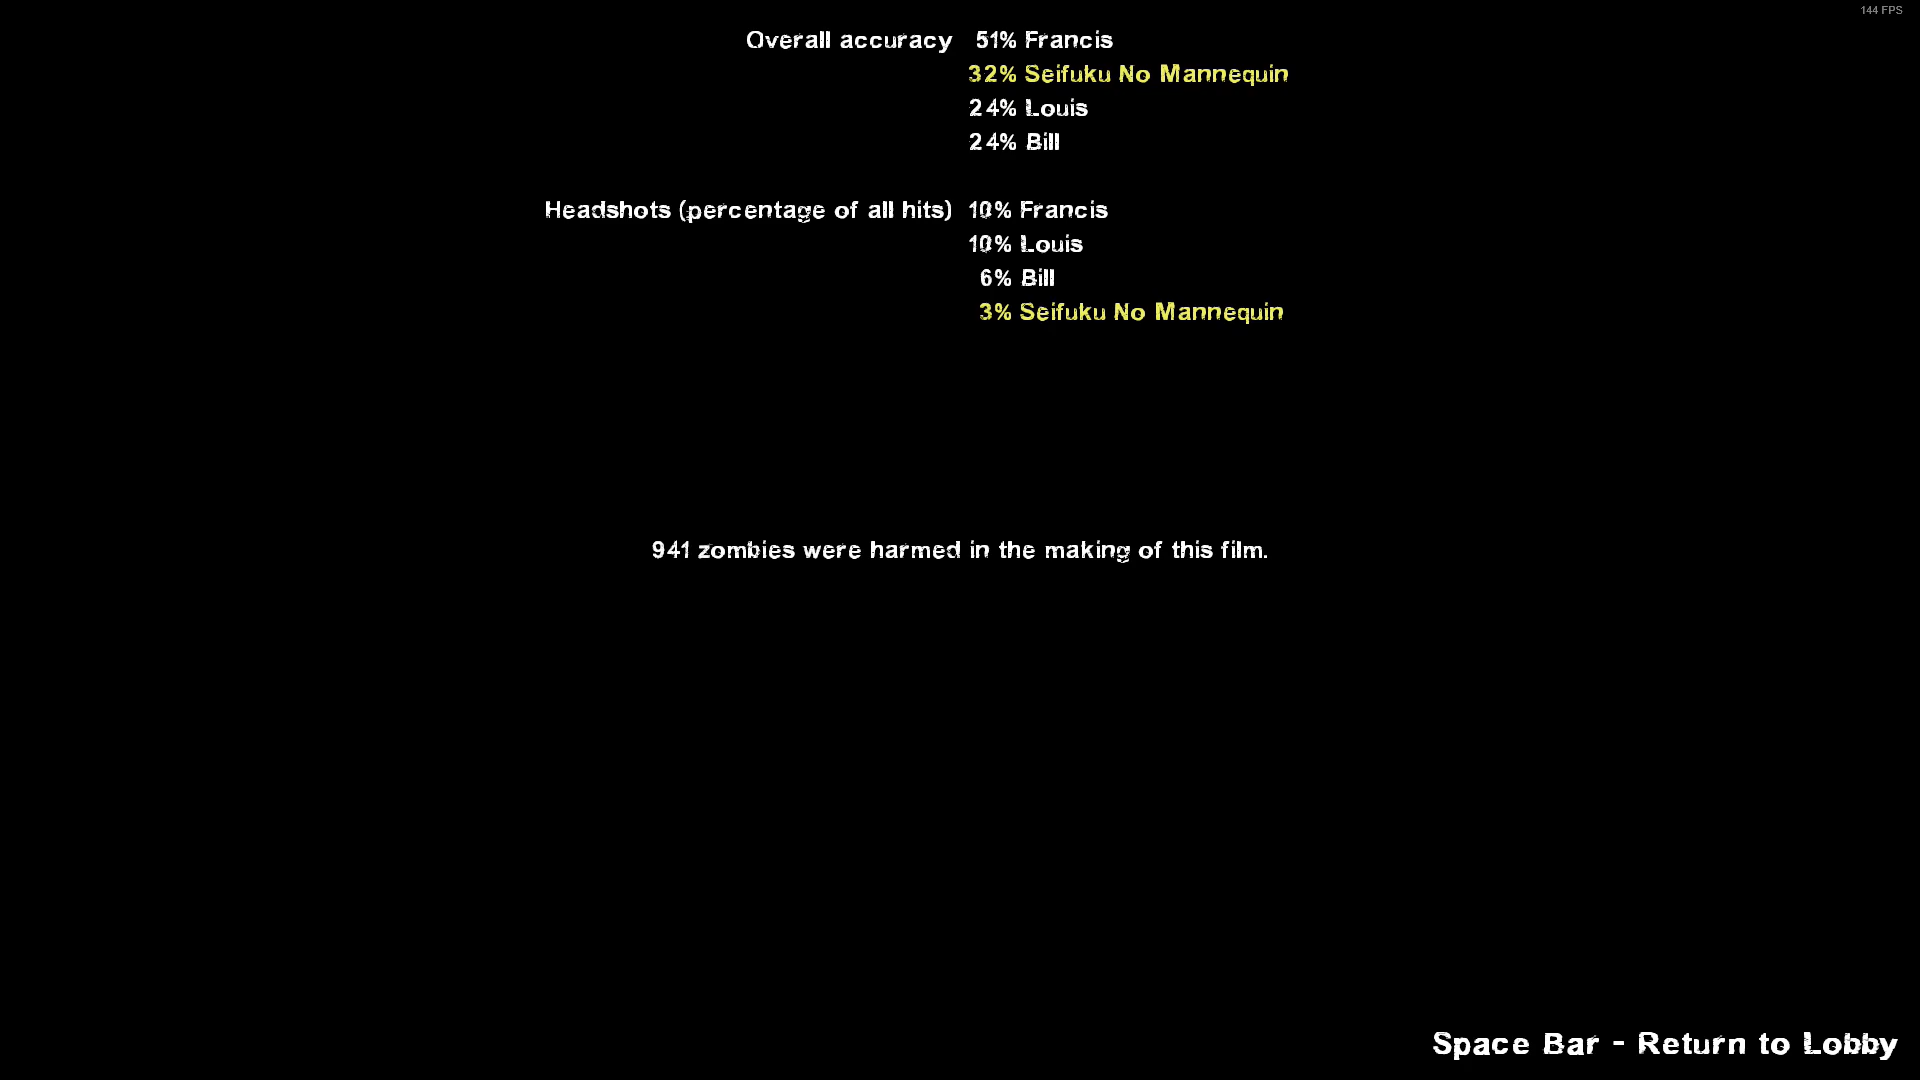 144 FPS
Overall accuracy 51% Francis
32% Seifuku No Mannequin
24% Louis
24% Bill
Headshots (percentage of all hits) 10% Francis
10% Louis
6% Bill
3% Seifuku No Mannequin
941 zombies were harmed in the making of this film.
Space Bar - Return to Lobby